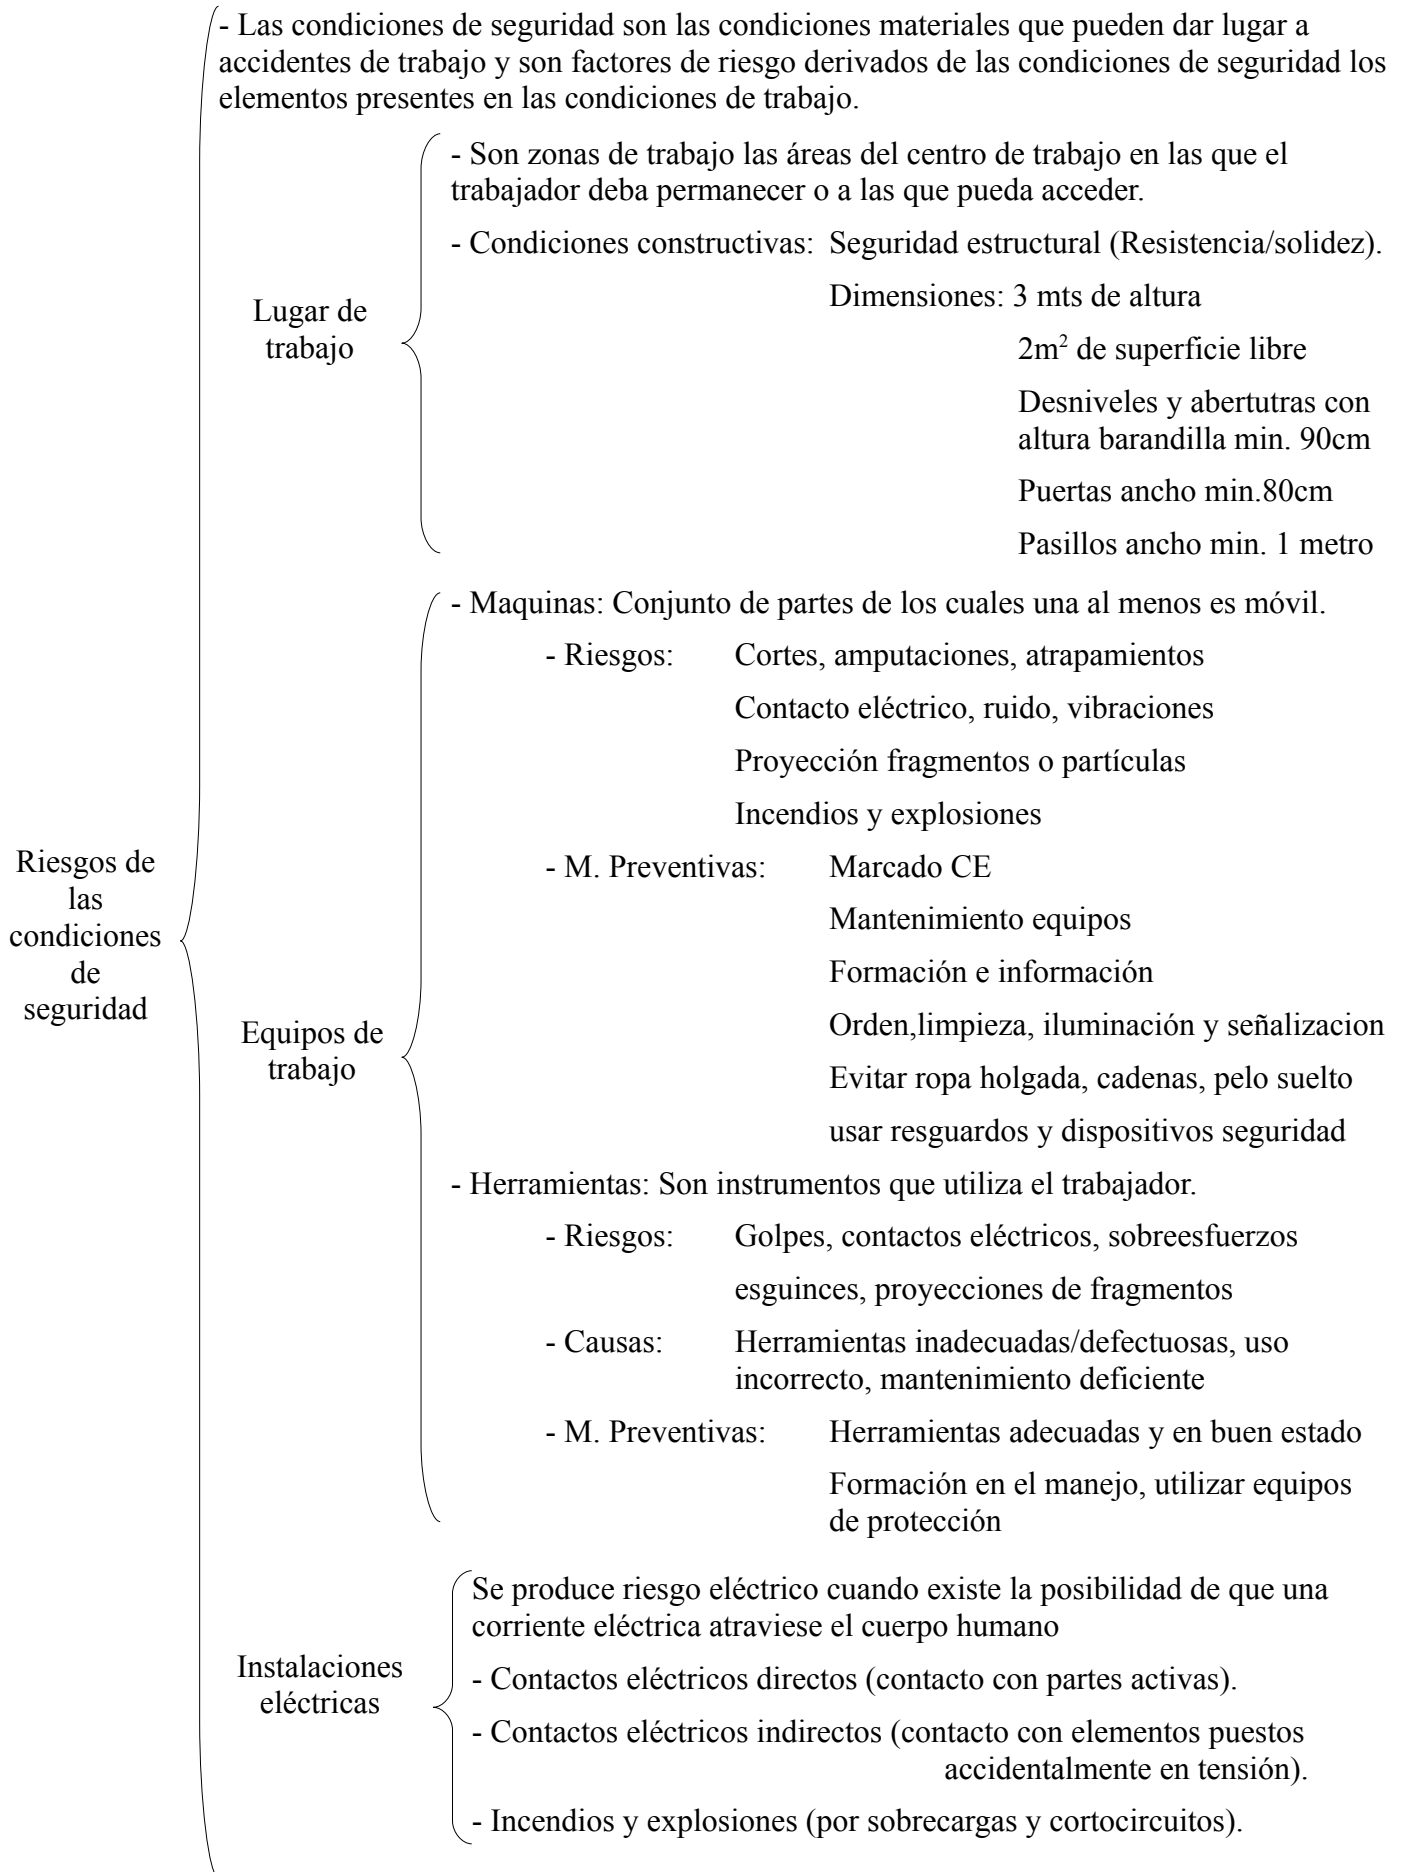 - Las condiciones de seguridad son las condiciones materiales que pueden dar lugar a
accidentes de trabajo y son factores de riesgo derivados de las condiciones de seguridad los
elementos presentes en las condiciones de trabajo.
- Son zonas de trabajo las áreas del centro de trabajo en las que el
trabajador deba permanecer o a las que pueda acceder.
- Condiciones constructivas: Seguridad estructural (Resistencia/solidez).
Dimensiones: 3 mts de altura
2m² de superficie libre
Desniveles y abertutras con
altura barandilla min. 90cm
Puertas ancho min.80cm
Pasillos ancho min. 1 metro
Lugar de
trabajo
- Maquinas: Conjunto de partes de los cuales una al menos es móvil.
- Riesgos: Cortes, amputaciones, atrapamientos
Contacto eléctrico, ruido, vibraciones
Proyección fragmentos o partículas
Incendios y explosiones
- M. Preventivas: Marcado CE
Mantenimiento equipos
Formación e información
Orden,limpieza, iluminación y señalizacion
Evitar ropa holgada, cadenas, pelo suelto
usar resguardos y dispositivos seguridad
Riesgos de
las
condiciones
de
seguridad
Equipos de
trabajo
- Herramientas: Son instrumentos que utiliza el trabajador.
- Riesgos: Golpes, contactos eléctricos, sobreesfuerzos
esguinces, proyecciones de fragmentos
- Causas: Herramientas inadecuadas/defectuosas, uso
incorrecto, mantenimiento deficiente
- M. Preventivas: Herramientas adecuadas y en buen estado
Formación en el manejo, utilizar equipos
de protección
Se produce riesgo eléctrico cuando existe la posibilidad de que una
corriente eléctrica atraviese el cuerpo humano
Instalaciones
eléctricas
- Contactos eléctricos directos (contacto con partes activas).
- Contactos eléctricos indirectos (contacto con elementos puestos
accidentalmente en tensión).
- Incendios y explosiones (por sobrecargas y cortocircuitos).